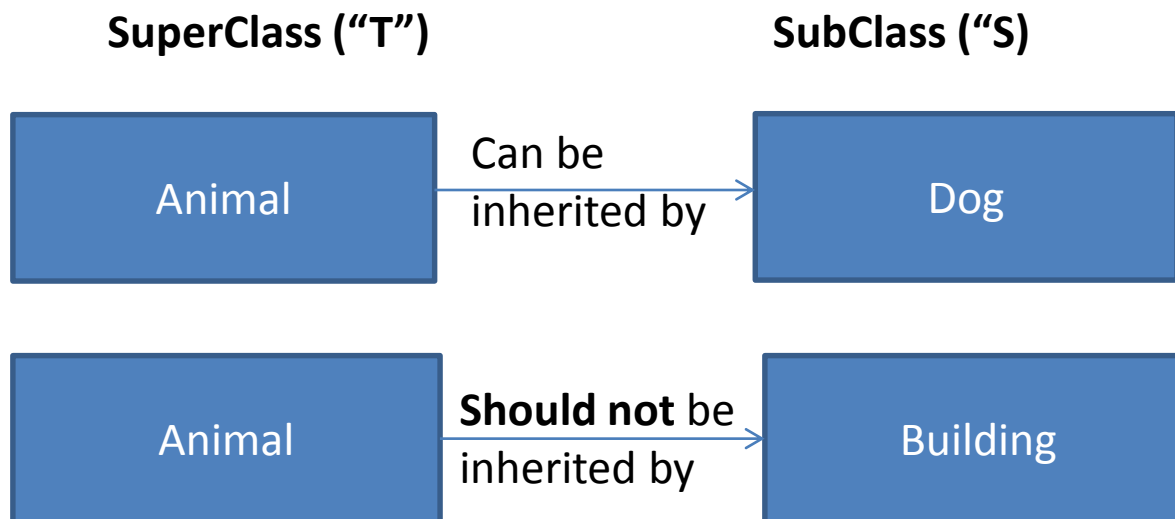 SuperClass (“T”)
SubClass (“S)
Animal
Can be
inherited by
Dog
Animal
Should not be
inherited by
Building